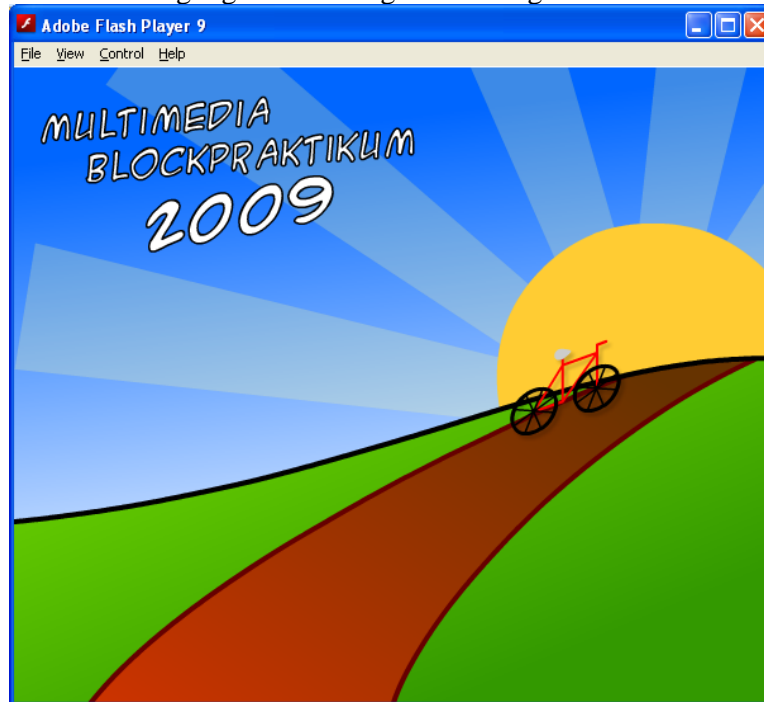 Adobe Flash Player 9
File View Control Help
MULTIMEDIA
BLOCKPRAKTIKUM
2009